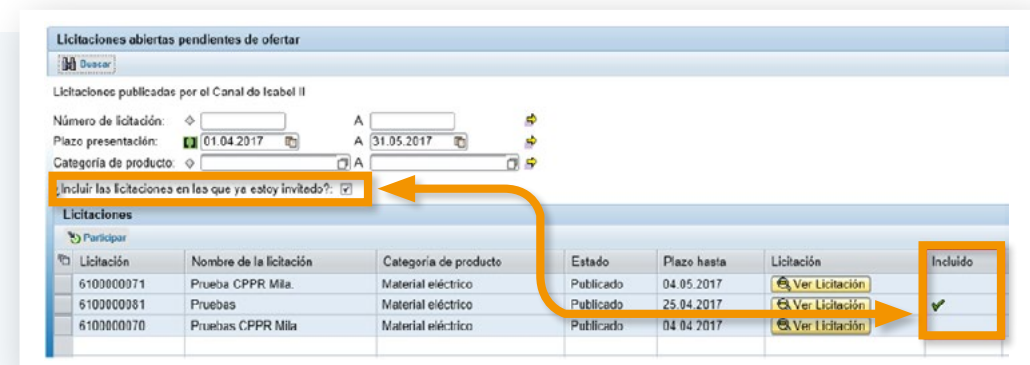 Licitaciones abiertas pendientes de ofertar
Buscar
Licitaciones publicadas por el Canal de Isabel II
Número de licitación: A
Plazo presentación: 01.04.2017 A 31.05.2017
Categoría de producto: A
¿Incluir las licitaciones en las que ya estoy invitado?:
Licitaciones
Participar
Licitación Nombre de la licitación Categoría de producto Estado Plazo hasta Licitación Incluido
6100000071 Prueba CPPR Mila. Material eléctrico Publicado 04.05.2017 Ver Licitación
6100000081 Pruebas Material eléctrico Publicado 25.04.2017 Ver Licitación
6100000070 Pruebas CPPR Mila Material eléctrico Publicado 04.04.2017 Ver Licitación